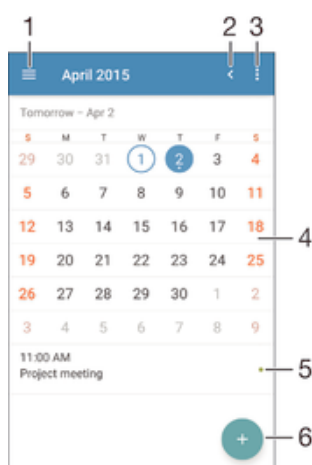 1 2 3
April 2015
Tomorrow – Apr 2
S M T W T F S
29 30 31 1 2 3 4
5 6 7 8 9 10 11
12 13 14 15 16 17 18
4
19 20 21 22 23 24 25
26 27 28 29 30 1 2
3 4 5 6 7 8 9
11:00 AM
Project meeting
5
6